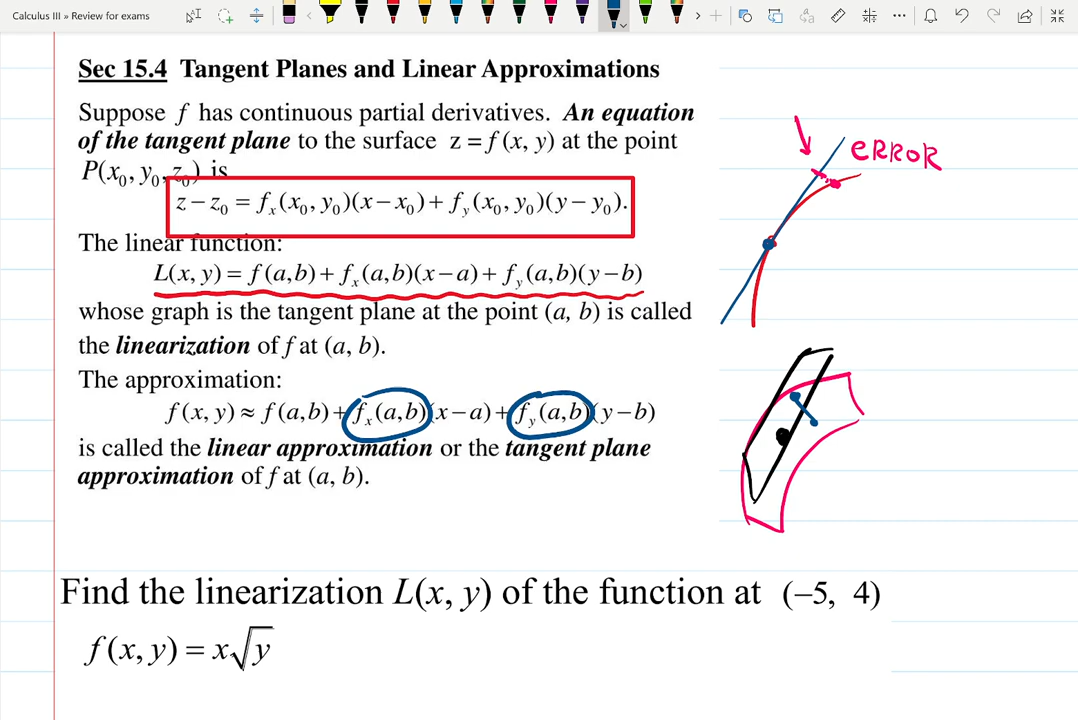 Calculus III » Review for exams
Sec 15.4 Tangent Planes and Linear Approximations
Suppose f has continuous partial derivatives. An equation
of the tangent plane to the surface z = f (x, y) at the point
P(x₀, y₀, z₀) is
z − z₀ = fₓ(x₀, y₀)(x − x₀) + f_y(x₀, y₀)(y − y₀).
ERROR
The linear function:
L(x, y) = f (a,b) + fₓ(a,b)(x − a) + f_y(a,b)(y − b)
whose graph is the tangent plane at the point (a, b) is called
the linearization of f at (a, b).
The approximation:
f (x, y) ≈ f (a,b) + fₓ(a,b)(x − a) + f_y(a,b)(y − b)
is called the linear approximation or the tangent plane
approximation of f at (a, b).
Find the linearization L(x, y) of the function at (−5, 4)
f (x, y) = x√y